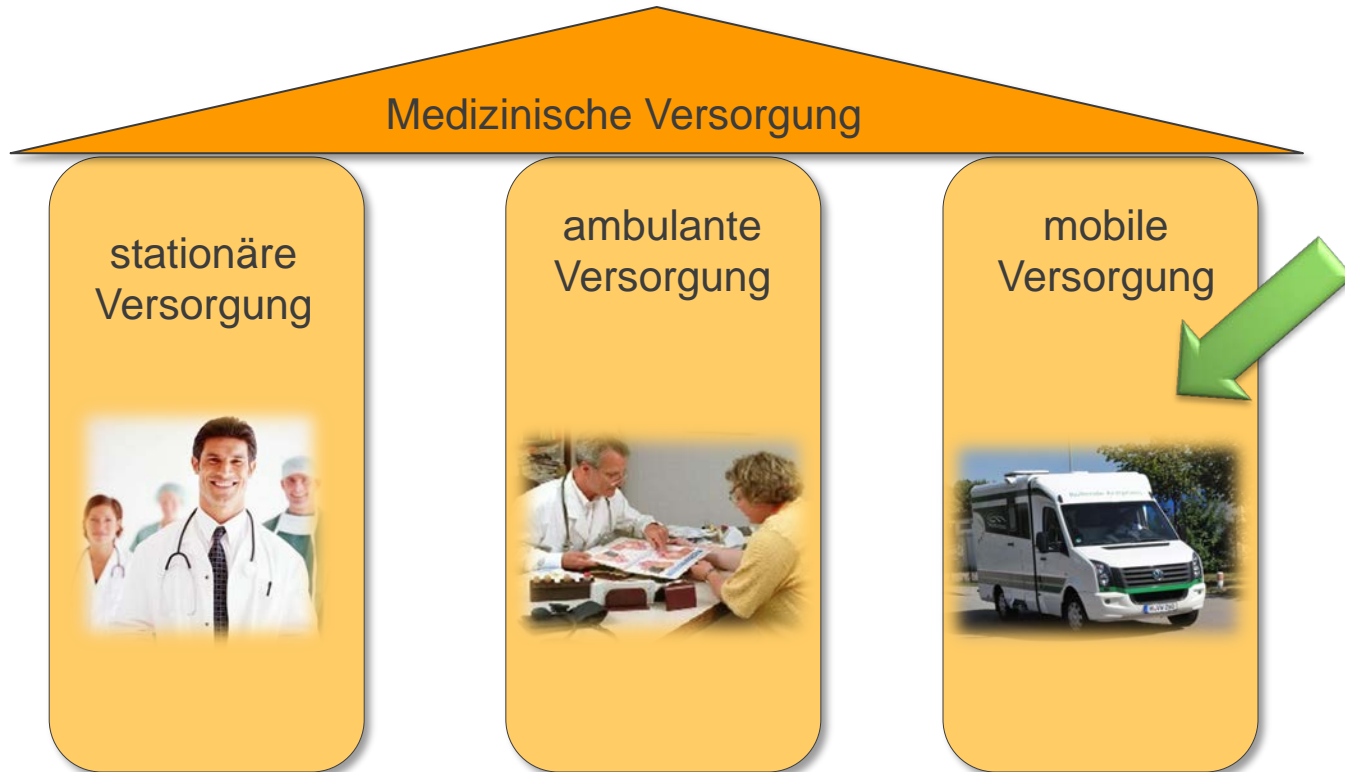 Medizinische Versorgung
stationäre
Versorgung
ambulante
Versorgung
mobile
Versorgung